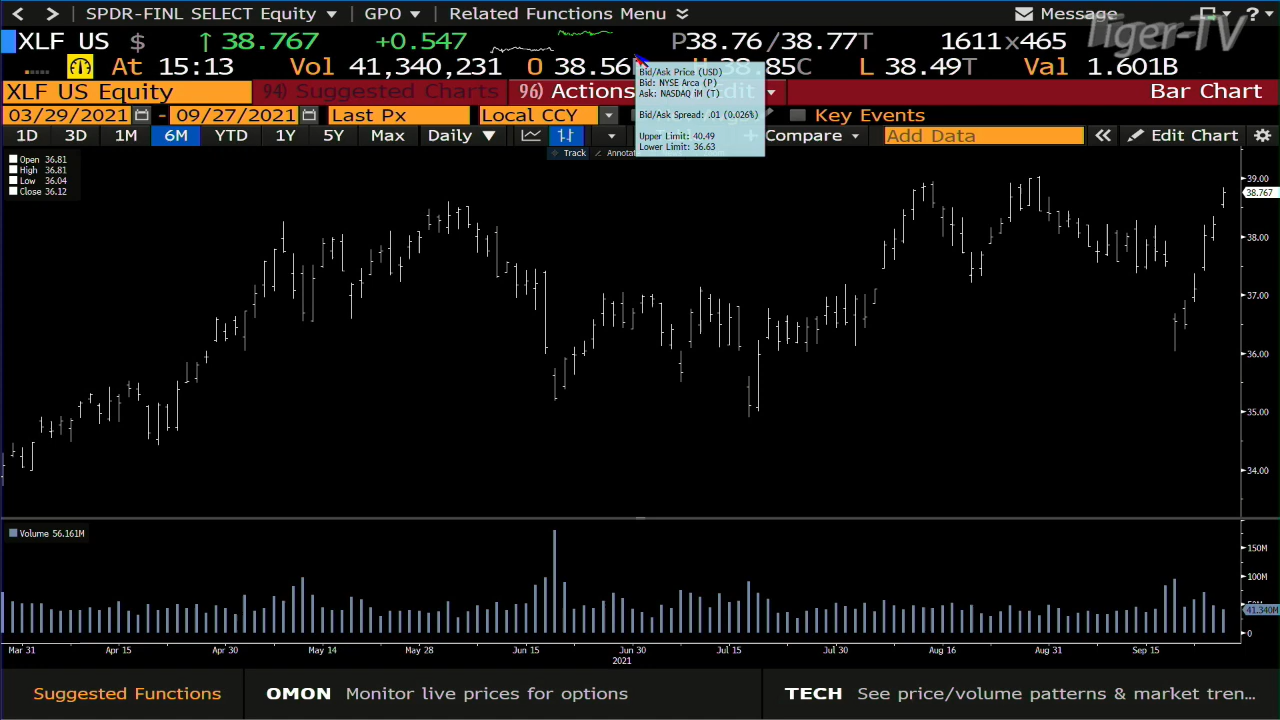 SPDR-FINL SELECT Equity GPO Related Functions Menu Message ?
Tiger-TV
XLF US $ ↑ 38.767 +0.547 P38.76 /38.77T 1611x465
At 15:13 Vol 41,340,231 O 38.56 38.85C L 38.49T Val 1.601B
XLF US Equity 94) Suggested Charts 96) Actions Edit Bar Chart
03/29/2021 - 09/27/2021 Last Px Local CCY Key Events
1D 3D 1M 6M YTD 1Y 5Y Max Daily + Compare Add Data « Edit Chart
Bid/Ask Price (USD)
Bid: NYSE Arca (P)
Ask: NASDAQ iM (T)
Bid/Ask Spread: .01 (0.026%)
Upper Limit: 40.49
Lower Limit: 36.63
Track Annotat
Open 36.81
High 36.81
Low 36.04
Close 36.12
39.00
38.767
38.00
37.00
36.00
35.00
34.00
Volume 56.161M
150M
100M
41.340M
0
Mar 31 Apr 15 Apr 30 May 14 May 28 Jun 15 Jun 30 Jul 15 Jul 30 Aug 16 Aug 31 Sep 15
2021
Suggested Functions OMON Monitor live prices for options TECH See price/volume patterns & market tren...